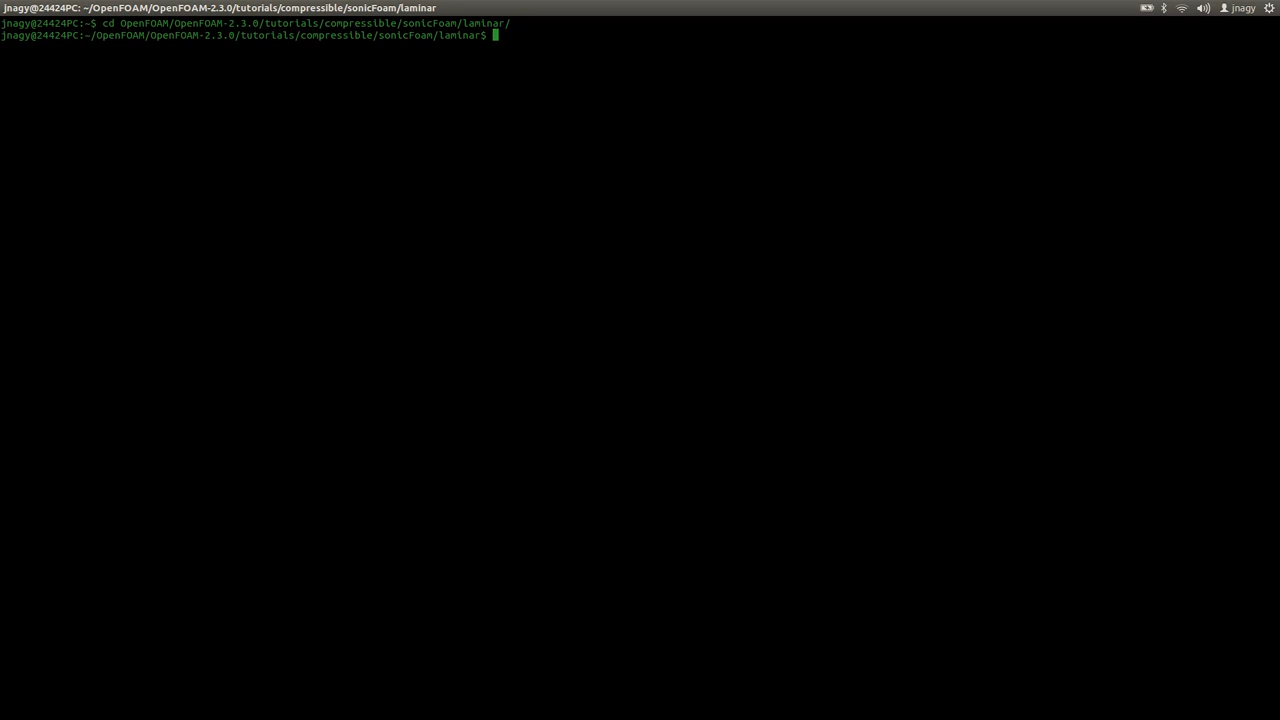 jnagy@24424PC: ~/OpenFOAM/OpenFOAM-2.3.0/tutorials/compressible/sonicFoam/laminar
jnagy
jnagy@24424PC:~$ cd OpenFOAM/OpenFOAM-2.3.0/tutorials/compressible/sonicFoam/laminar/
jnagy@24424PC:~/OpenFOAM/OpenFOAM-2.3.0/tutorials/compressible/sonicFoam/laminar$